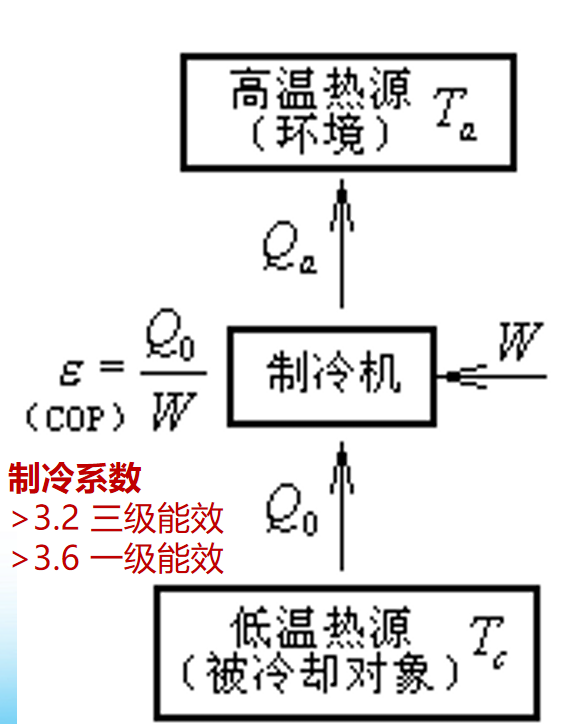 高温热源 Ta
（环境）
Qa
ε = Q0/W
（COP）
制冷机
W
制冷系数
>3.2 三级能效
>3.6 一级能效
Q0
低温热源 Tc
（被冷却对象）